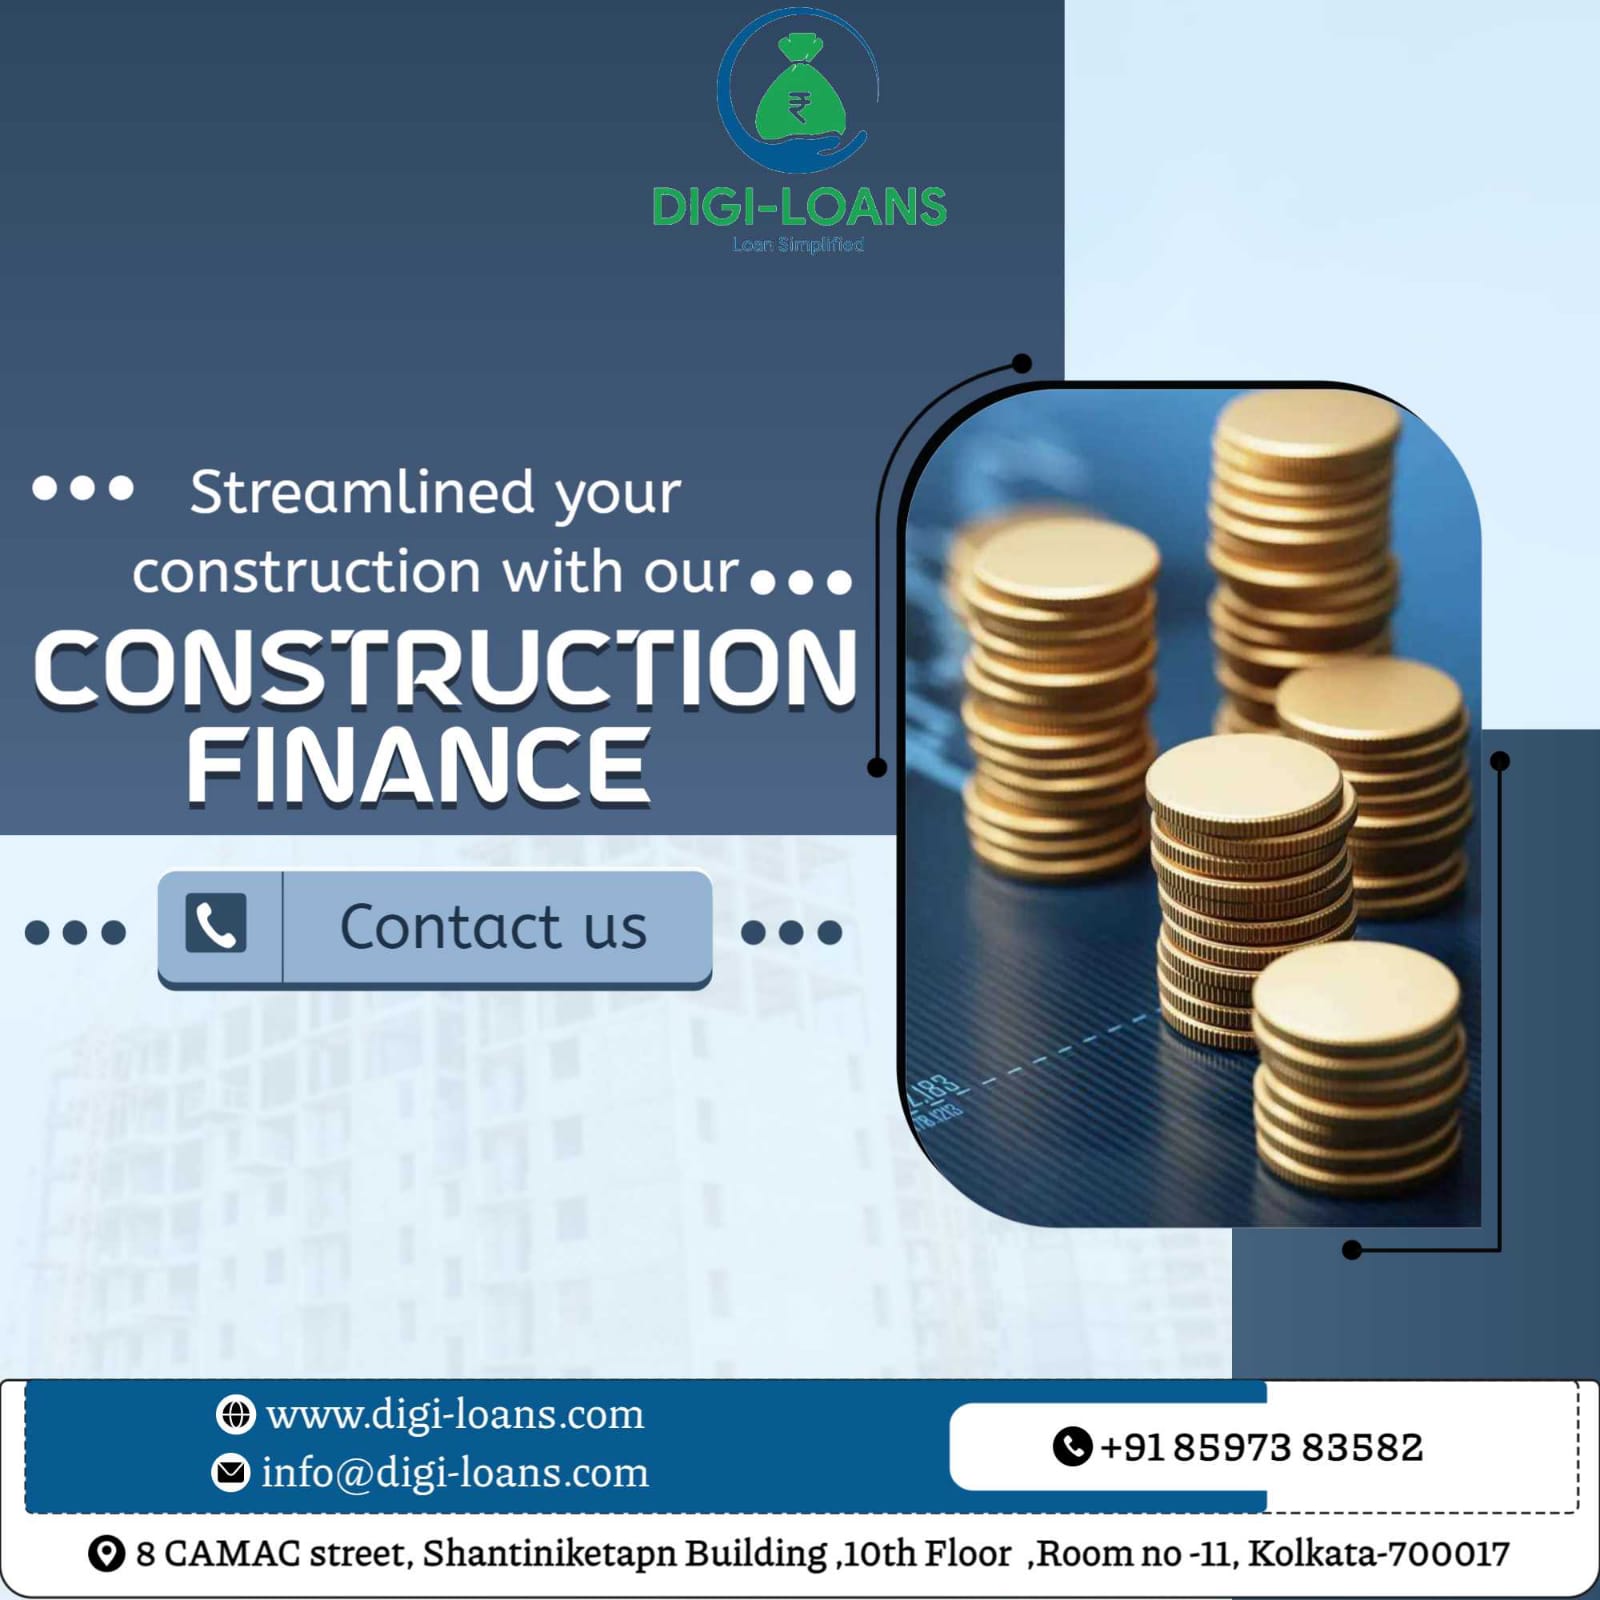 ₹
DIGI-LOANS
Loan Simplified
Streamlined your
construction with our
CONSTRUCTION
FINANCE
Contact us
www.digi-loans.com
info@digi-loans.com
+91 85973 83582
8 CAMAC street, Shantiniketapn Building ,10th Floor ,Room no -11, Kolkata-700017